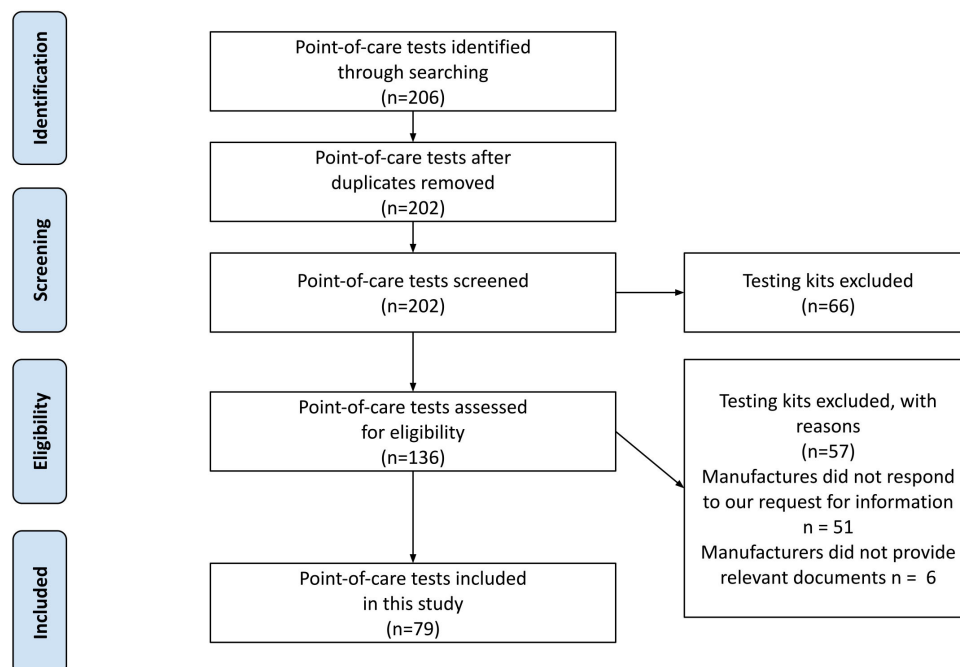 Identification
Point-of-care tests identified
through searching
(n=206)
Point-of-care tests after
duplicates removed
(n=202)
Screening
Point-of-care tests screened
(n=202)
Testing kits excluded
(n=66)
Eligibility
Point-of-care tests assessed
for eligibility
(n=136)
Testing kits excluded, with
reasons
(n=57)
Manufactures did not respond
to our request for information
n = 51
Manufacturers did not provide
relevant documents n =  6
Included
Point-of-care tests included
in this study
(n=79)